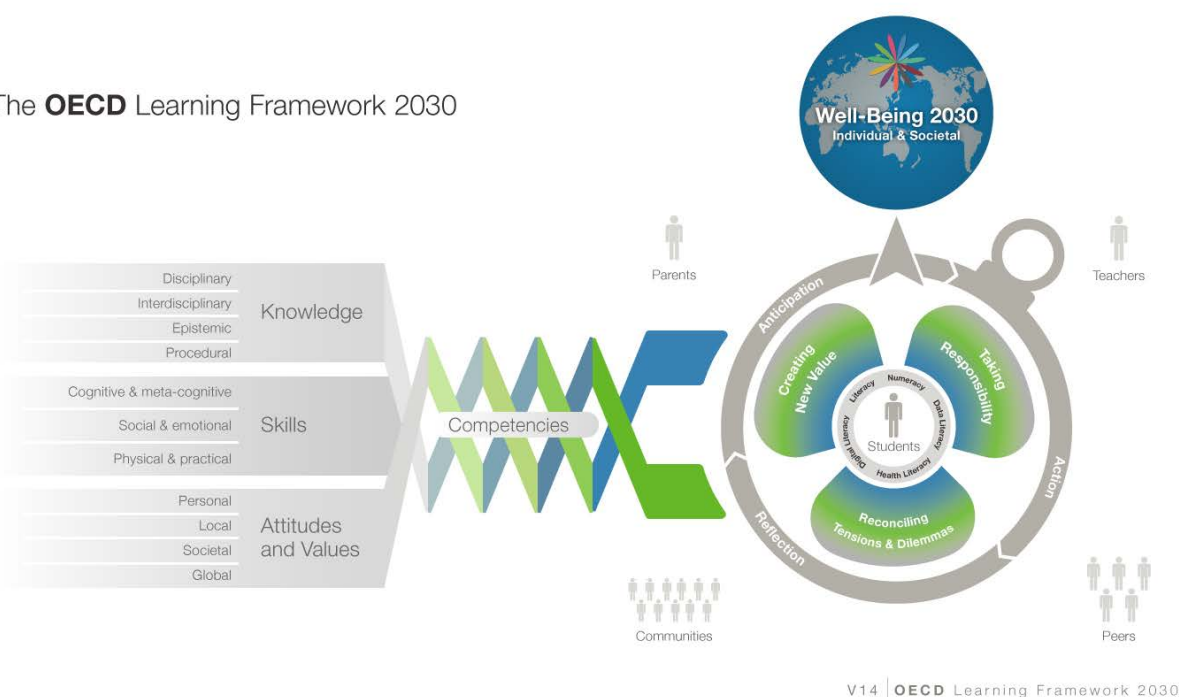 The OECD Learning Framework 2030
Well-Being 2030
Individual & Societal
Parents
Teachers
Disciplinary
Interdisciplinary
Epistemic
Procedural
Knowledge
Cognitive & meta-cognitive
Social & emotional
Physical & practical
Skills
Personal
Local
Societal
Global
Attitudes
and Values
Competencies
Anticipation
Action
Reflection
Creating
New Value
Taking
Responsibility
Reconciling
Tensions & Dilemmas
Literacy
Numeracy
Data Literacy
Health Literacy
Digital Literacy
Students
Communities
Peers
V14 | OECD Learning Framework 2030